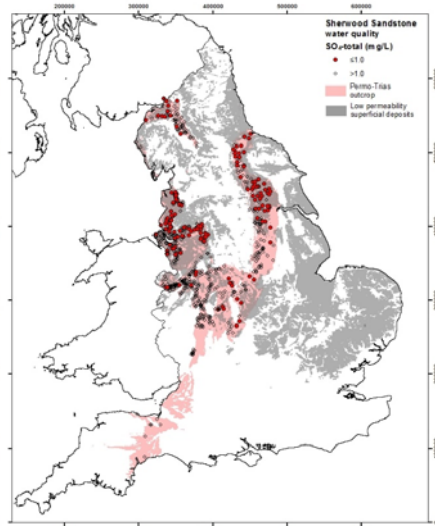 200000 300000 400000 500000 600000
Sherwood Sandstone
water quality
SO₄-total (mg/L)
≤1.0
>1.0
Permo-Trias
outcrop
Low permeability
superficial deposits